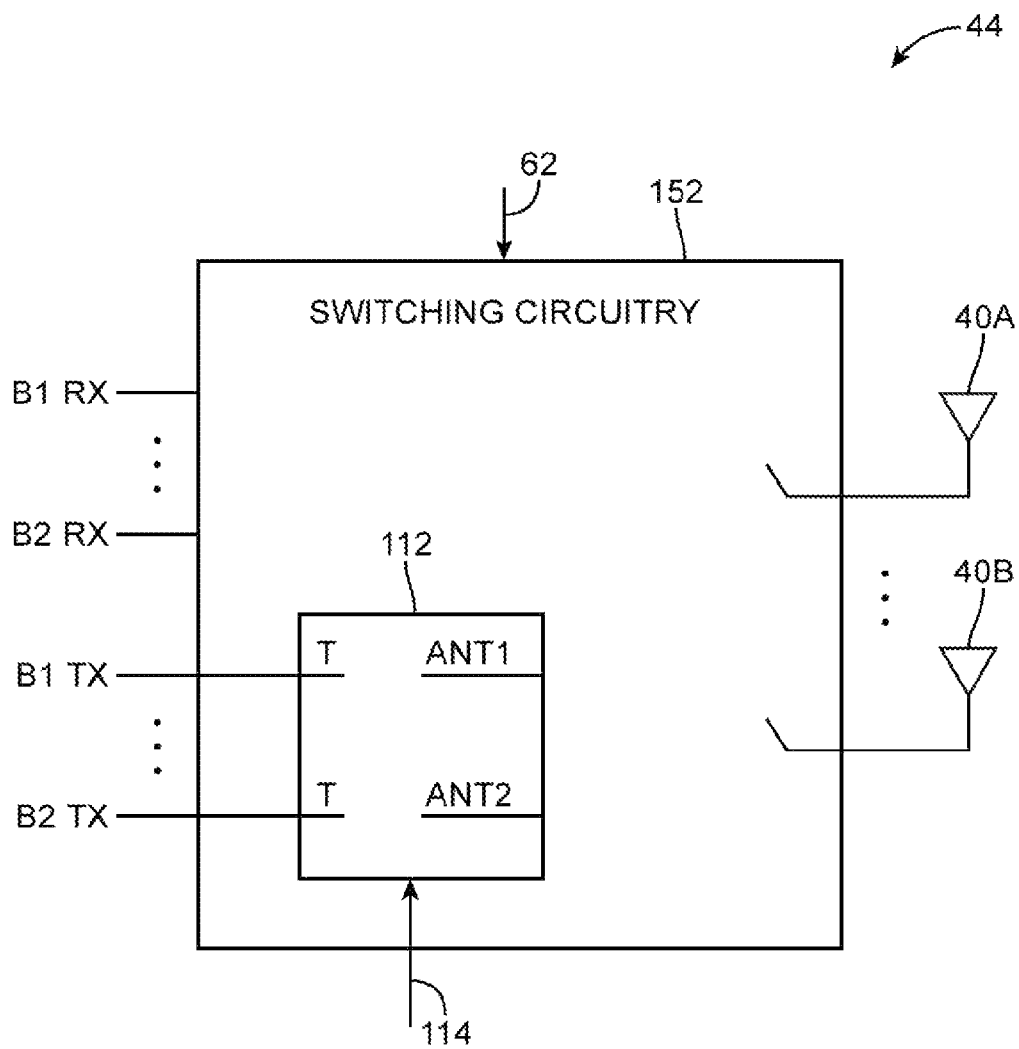 44
62
152
SWITCHING CIRCUITRY
40A
B1 RX
B2 RX
112
40B
T ANT1
B1 TX
T ANT2
B2 TX
114